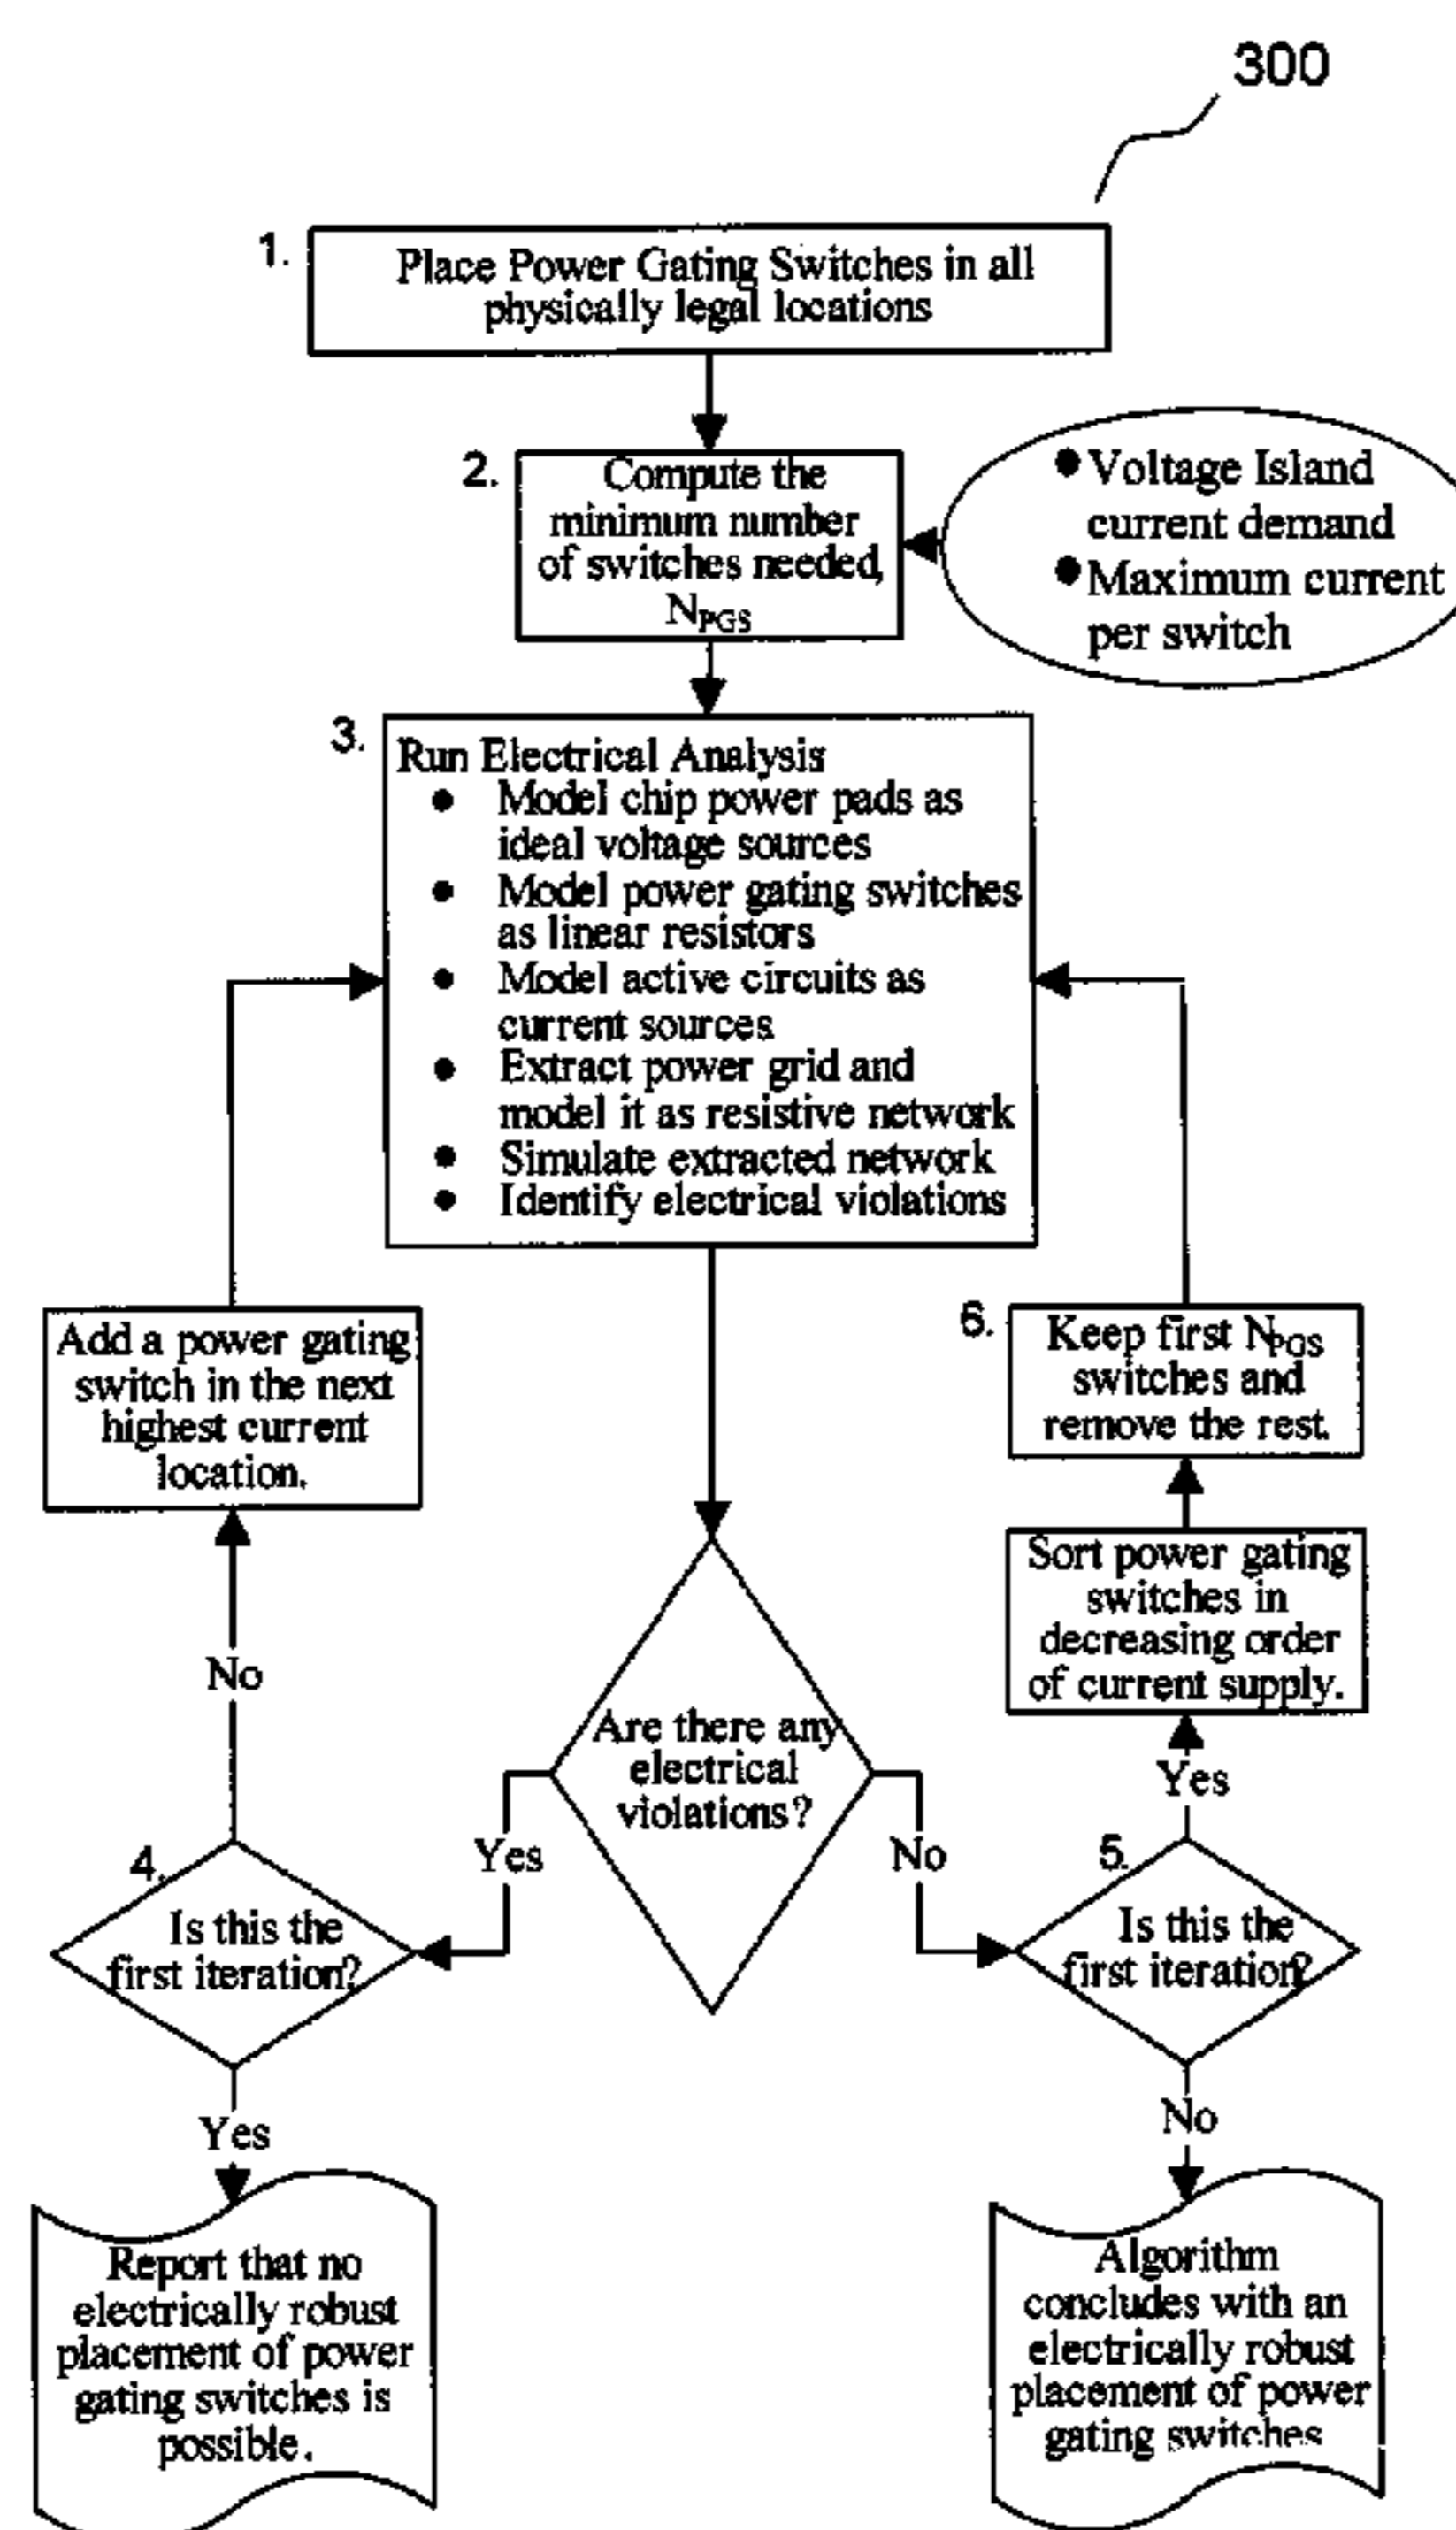 300
1.
Place Power Gating Switches in all
physically legal locations
2.
Compute the
minimum number
of switches needed,
NPGS
● Voltage Island
current demand
● Maximum current
per switch
3.
Run Electrical Analysis
● Model chip power pads as
ideal voltage sources
● Model power gating switches
as linear resistors
● Model active circuits as
current sources
● Extract power grid and
model it as resistive network
● Simulate extracted network
● Identify electrical violations
Add a power gating
switch in the next
highest current
location.
6.
Keep first NPGS
switches and
remove the rest.
Sort power gating
switches in
decreasing order
of current supply.
No
Are there any
electrical
violations?
Yes
Yes
No
4.
Is this the
first iteration?
5.
Is this the
first iteration?
Yes
No
Report that no
electrically robust
placement of power
gating switches is
possible.
Algorithm
concludes with an
electrically robust
placement of power
gating switches